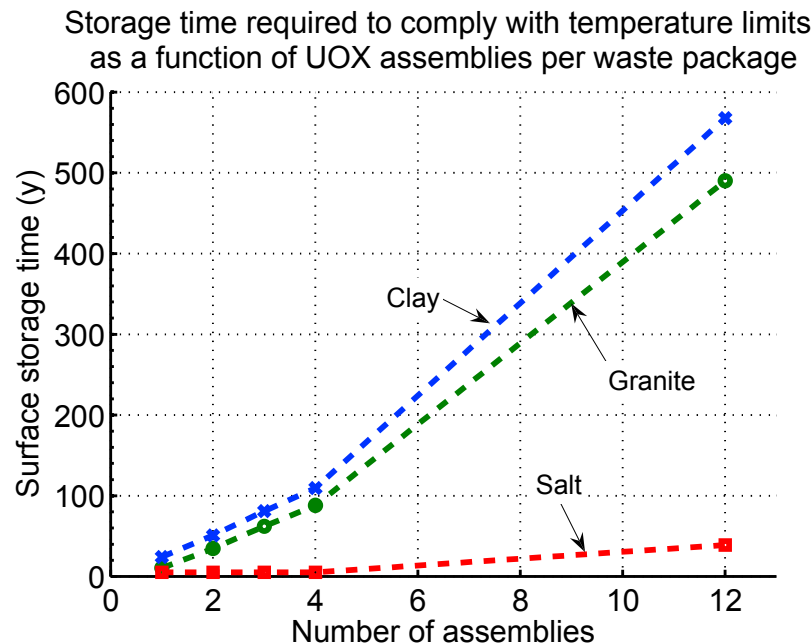 Storage time required to comply with temperature limits
as a function of UOX assemblies per waste package
600
500
400
300
200
100
0
Surface storage time (y)
Clay
Granite
Salt
0 2 4 6 8 10 12
Number of assemblies